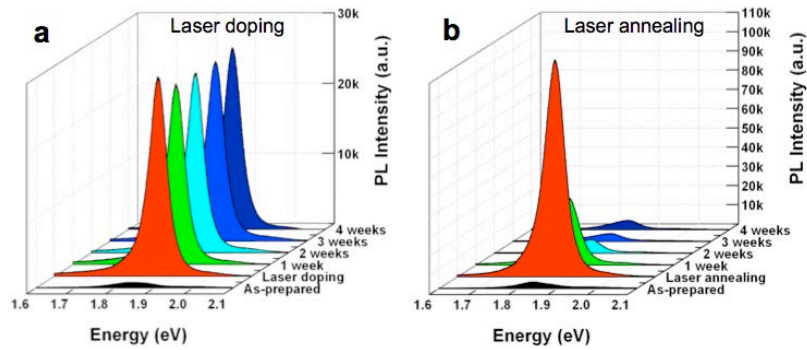 a
Laser doping
30k
20k
10k
PL Intensity (a.u.)
4 weeks
3 weeks
2 weeks
1 week
Laser doping
As-prepared
1.6
1.7
1.8
1.9
2.0
2.1
Energy (eV)
b
Laser annealing
110k
100k
90k
80k
70k
60k
50k
40k
30k
20k
10k
PL Intensity (a.u.)
4 weeks
3 weeks
2 weeks
1 week
Laser annealing
As-prepared
1.6
1.7
1.8
1.9
2.0
2.1
Energy (eV)